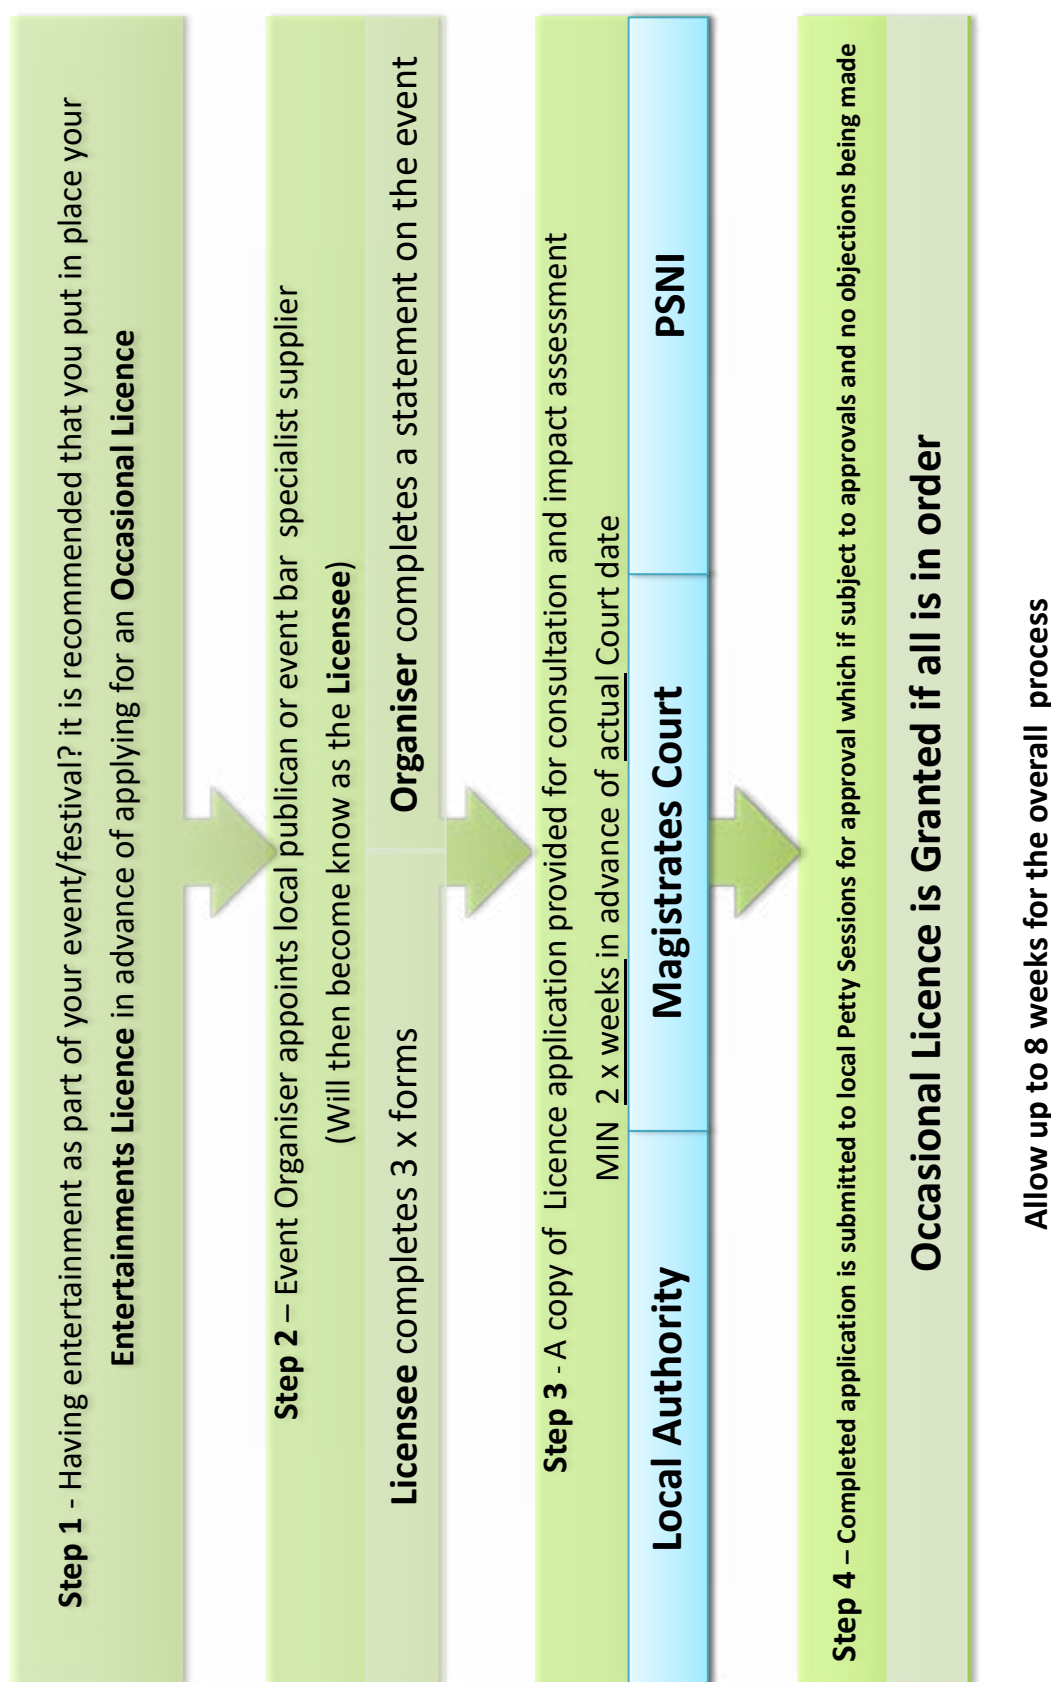 Step 1 - Having entertainment as part of your event/festival? it is recommended that you put in place your
Entertainments Licence in advance of applying for an Occasional Licence
Step 2 – Event Organiser appoints local publican or event bar specialist supplier
(Will then become know as the Licensee)
Licensee completes 3 x forms
Organiser completes a statement on the event
Step 3 - A copy of Licence application provided for consultation and impact assessment
MIN 2 x weeks in advance of actual Court date
Local Authority
Magistrates Court
PSNI
Step 4 – Completed application is submitted to local Petty Sessions for approval which if subject to approvals and no objections being made
Occasional Licence is Granted if all is in order
Allow up to 8 weeks for the overall process